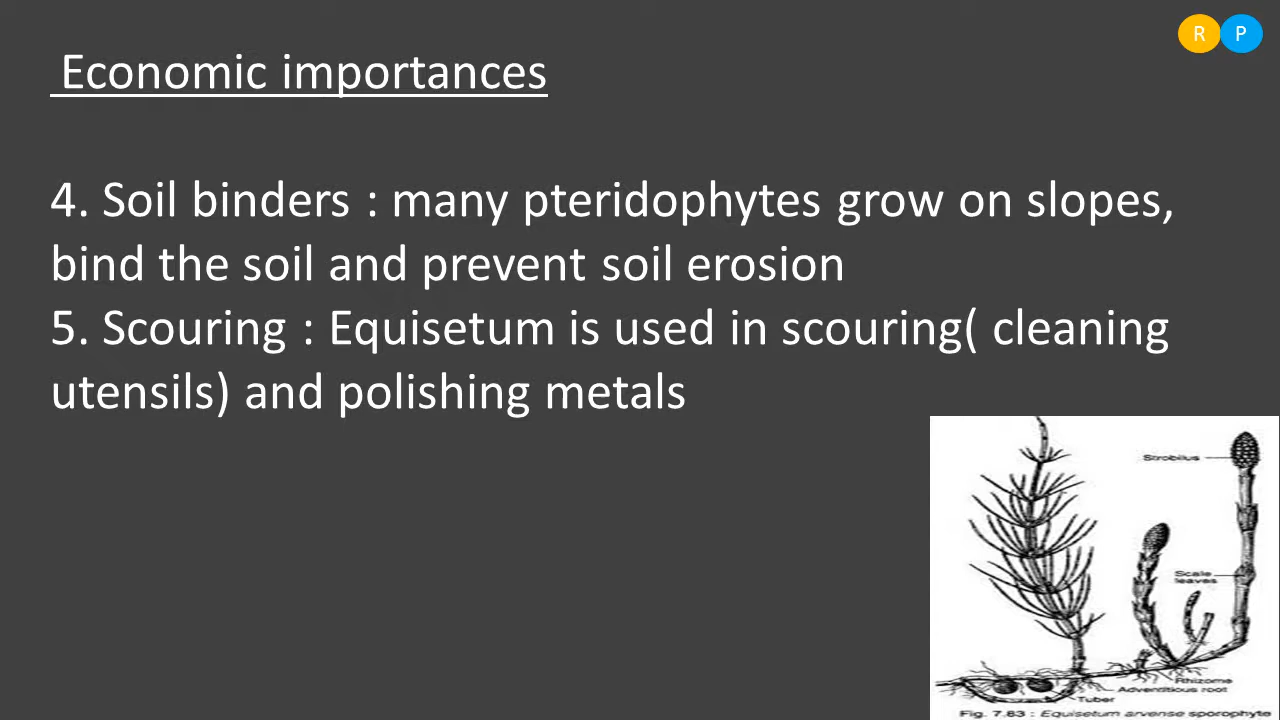 R P
Economic importances
4. Soil binders : many pteridophytes grow on slopes,
bind the soil and prevent soil erosion
5. Scouring : Equisetum is used in scouring( cleaning
utensils) and polishing metals
Strobilus
Scale
leaves
Rhizome
Adventitious root
Tuber
Fig. 7.83 : Equisetum arvense sporophyte